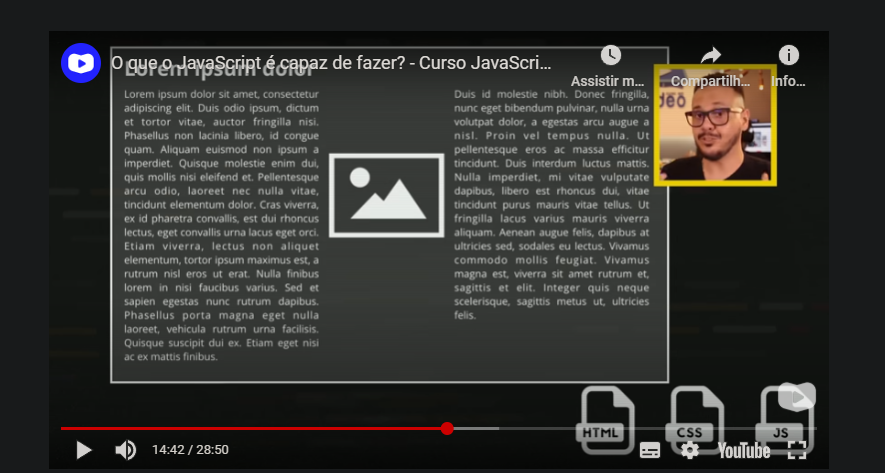 O que o JavaScript é capaz de fazer? - Curso JavaScri...
Assistir m...
Compartilh...
Info...
Lorem ipsum dolor
Lorem ipsum dolor sit amet, consectetur
adipiscing elit. Duis odio ipsum, dictum
et tortor vitae, auctor fringilla nisi.
Phasellus non lacinia libero, id congue
quam. Aliquam euismod non ipsum a
imperdiet. Quisque molestie enim dui,
quis mollis nisi eleifend et. Pellentesque
arcu odio, laoreet nec nulla vitae,
tincidunt elementum dolor. Cras viverra,
ex id pharetra convallis, est dui rhoncus
lectus, eget convallis urna lacus eget orci.
Etiam viverra, lectus non aliquet
elementum, tortor ipsum maximus est, a
rutrum nisl eros ut erat. Nulla finibus
lorem in nisi faucibus varius. Sed et
sapien egestas nunc rutrum dapibus.
Phasellus porta magna eget nulla
laoreet, vehicula rutrum urna facilisis.
Quisque suscipit dui ex. Etiam eget nisi
ac ex mattis finibus.
Duis id molestie nibh. Donec fringilla,
nunc eget bibendum pulvinar, nulla urna
volutpat dolor, a egestas arcu augue a
nisl. Proin vel tempus nulla. Ut
pellentesque eros ac massa efficitur
tincidunt. Duis interdum luctus mattis.
Nulla imperdiet, mi vitae vulputate
dapibus, libero est rhoncus dui, vitae
tincidunt purus mauris vitae tellus. Ut
fringilla lacus varius mauris viverra
aliquam. Aenean augue felis, dapibus at
ultricies sed, sodales eu lectus. Vivamus
commodo mollis feugiat. Vivamus
magna est, viverra sit amet rutrum et,
sagittis et elit. Integer quis neque
scelerisque, sagittis metus ut, ultricies
felis.
HTML
CSS
JS
14:42 / 28:50
YouTube